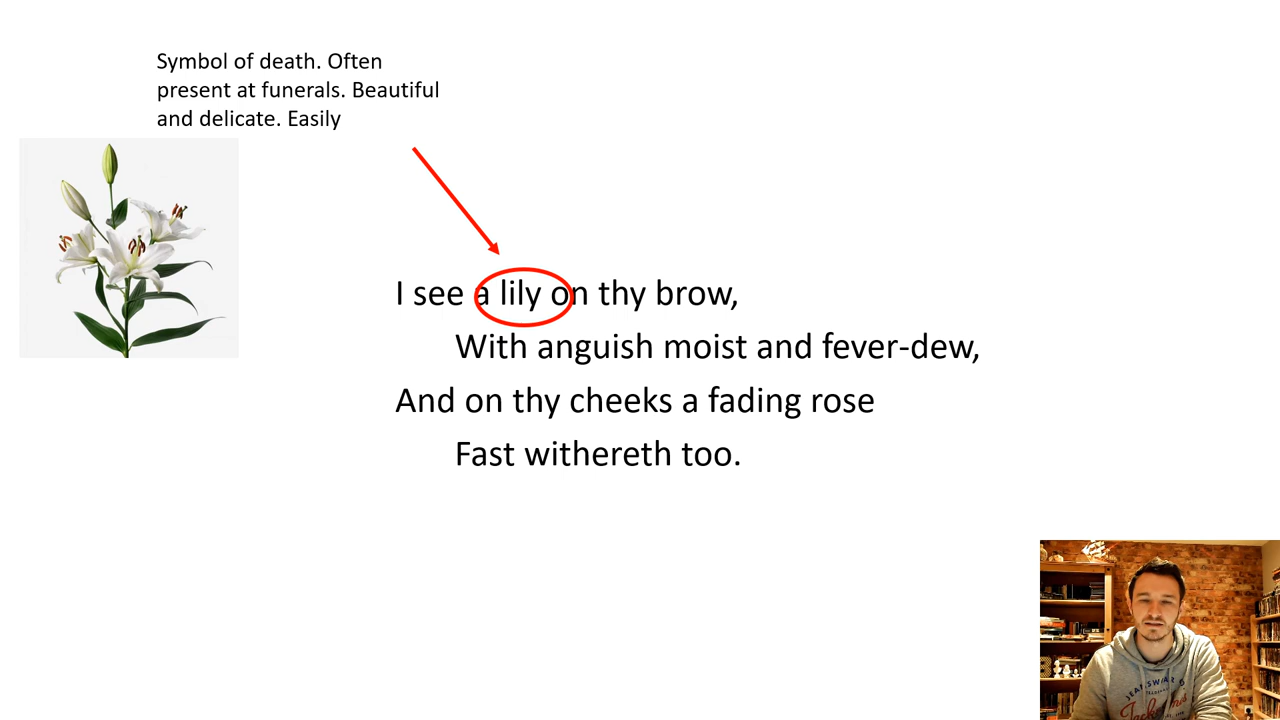 Symbol of death. Often
present at funerals. Beautiful
and delicate. Easily
I see a lily on thy brow,
With anguish moist and fever-dew,
And on thy cheeks a fading rose
Fast withereth too.